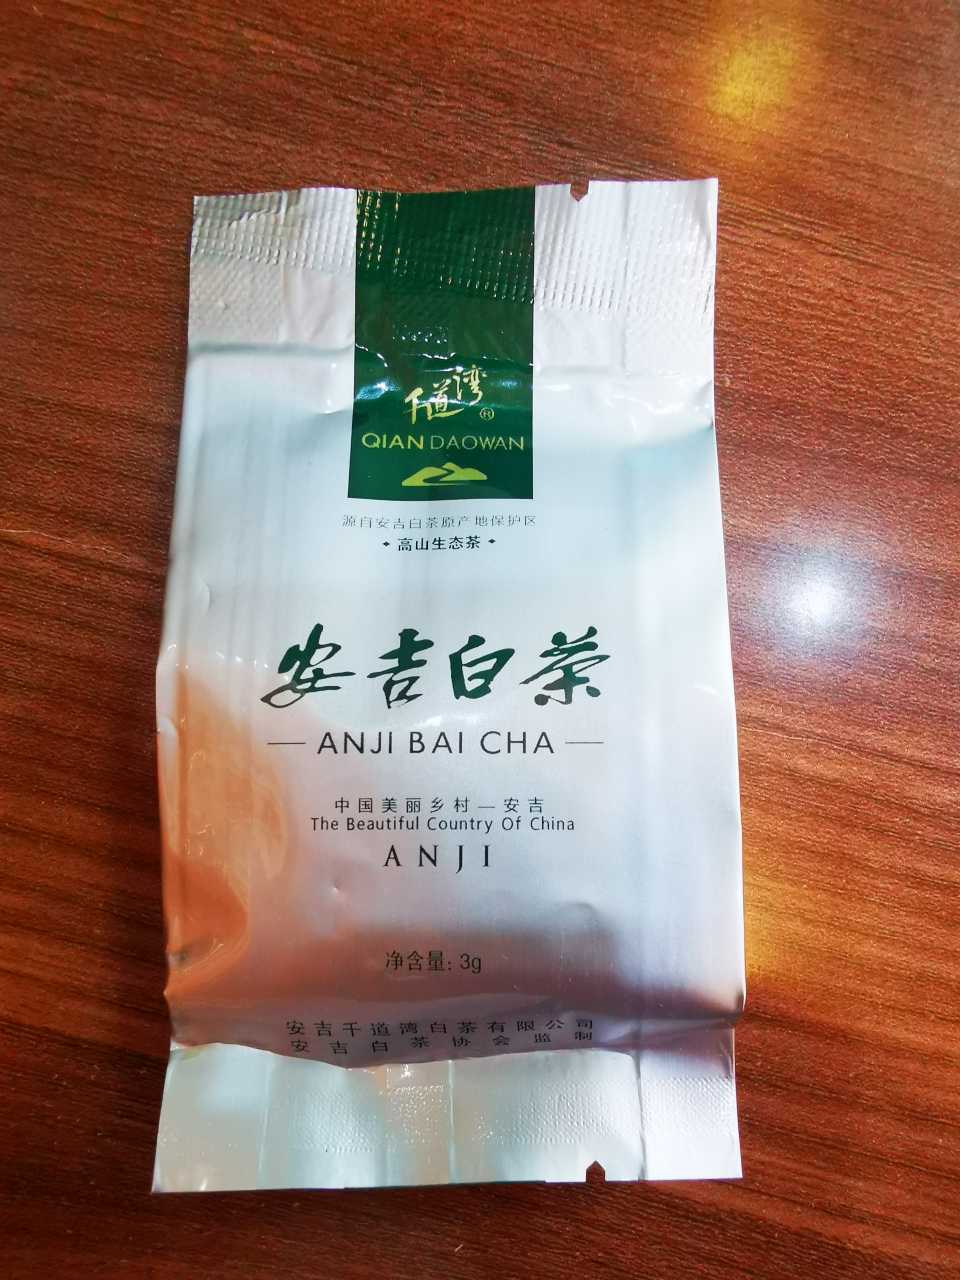 千道湾®
QIAN DAOWAN
源自安吉白茶原产地保护区
•高山生态茶•
安吉白茶
—ANJI BAI CHA—
中国美丽乡村—安吉
The Beautiful Country Of China
ANJI
净含量: 3g
安吉千道湾白茶有限公司
安吉白茶协会监制